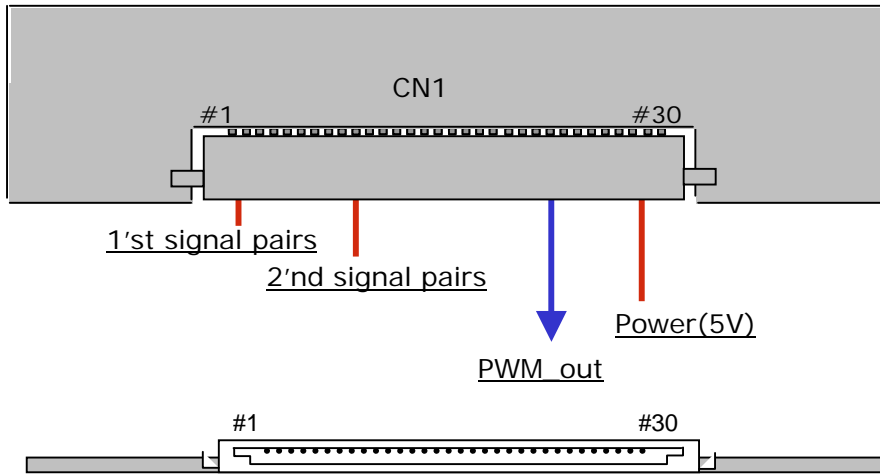 CN1
#1 #30
1'st signal pairs
2'nd signal pairs
Power(5V)
PWM_out
#1 #30